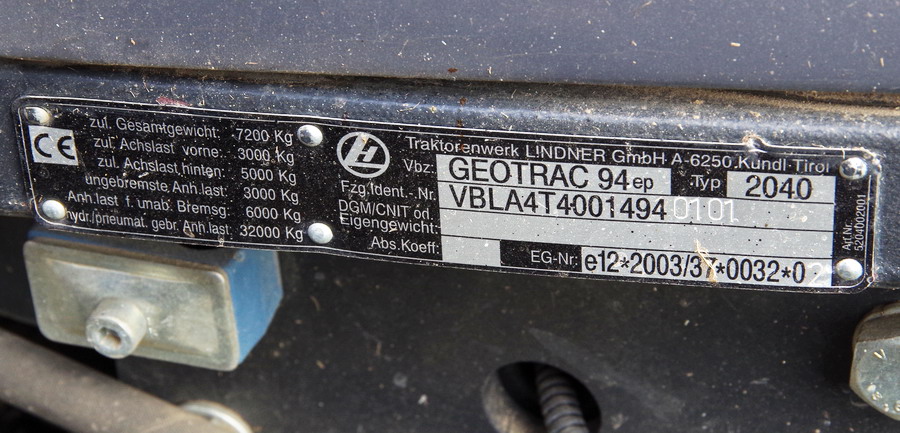 CE
zul. Gesamtgewicht: 7200 Kg
zul. Achslast vorne: 3000 Kg
zul. Achslast hinten: 5000 Kg
ungebremste Anh.last: 3000 Kg
Anh.last f. unab. Bremsg. 6000 Kg
hydr./pneumat. gebr. Anh.last: 32000 Kg
Traktorenwerk LINDNER GmbH A-6250 Kundl-Tirol
Vbz: GEOTRAC 94 ep Typ 2040
Fzg.Ident.-Nr. VBLA4T4001494 0101
DGM/CNIT od.
Eigengewicht:
Abs.Koeff
EG-Nr: e12*2003/37*0032*0
Art.Nr.
5204002001